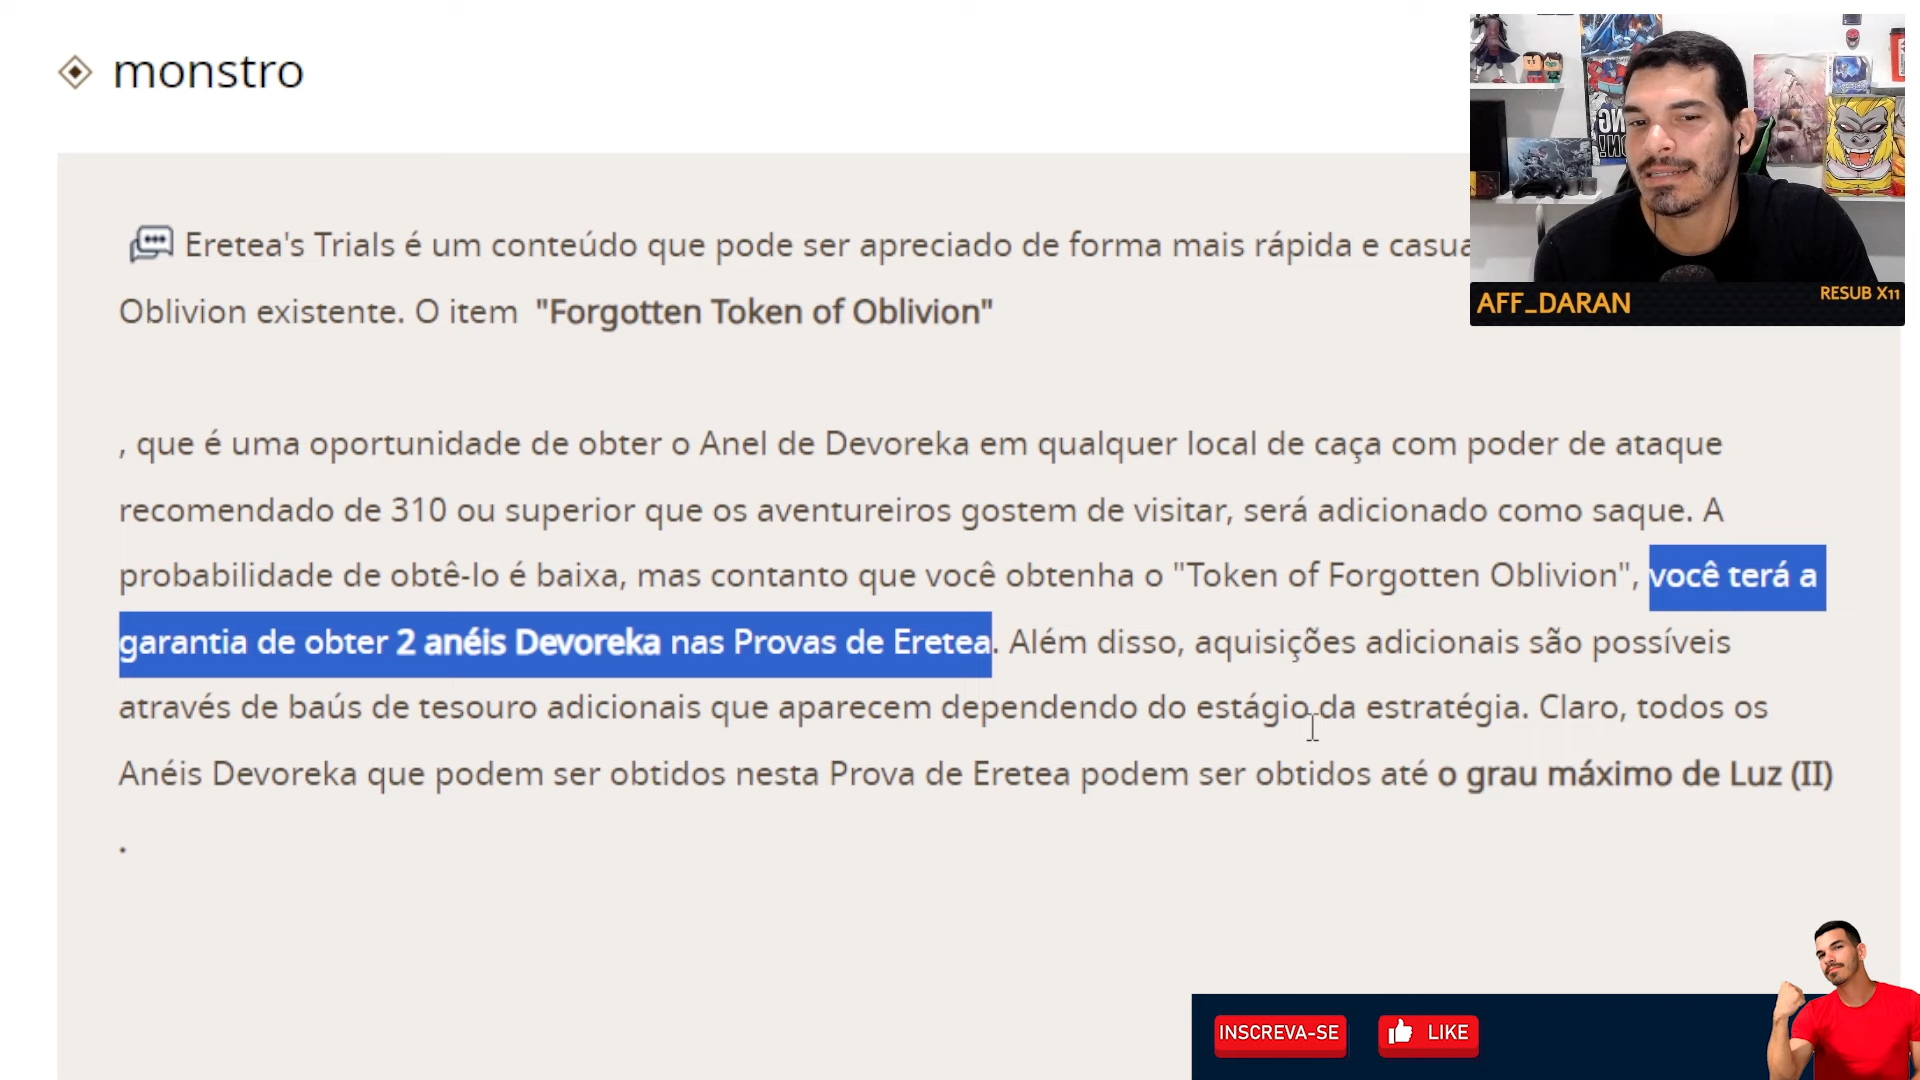 monstro
Eretea's Trials é um conteúdo que pode ser apreciado de forma mais rápida e casua
Oblivion existente. O item "Forgotten Token of Oblivion"
, que é uma oportunidade de obter o Anel de Devoreka em qualquer local de caça com poder de ataque
recomendado de 310 ou superior que os aventureiros gostem de visitar, será adicionado como saque. A
probabilidade de obtê-lo é baixa, mas contanto que você obtenha o "Token of Forgotten Oblivion", você terá a
garantia de obter 2 anéis Devoreka nas Provas de Eretea. Além disso, aquisições adicionais são possíveis
através de baús de tesouro adicionais que aparecem dependendo do estágio da estratégia. Claro, todos os
Anéis Devoreka que podem ser obtidos nesta Prova de Eretea podem ser obtidos até o grau máximo de Luz (II)
.
AFF_DARAN
RESUB X11
INSCREVA-SE
LIKE